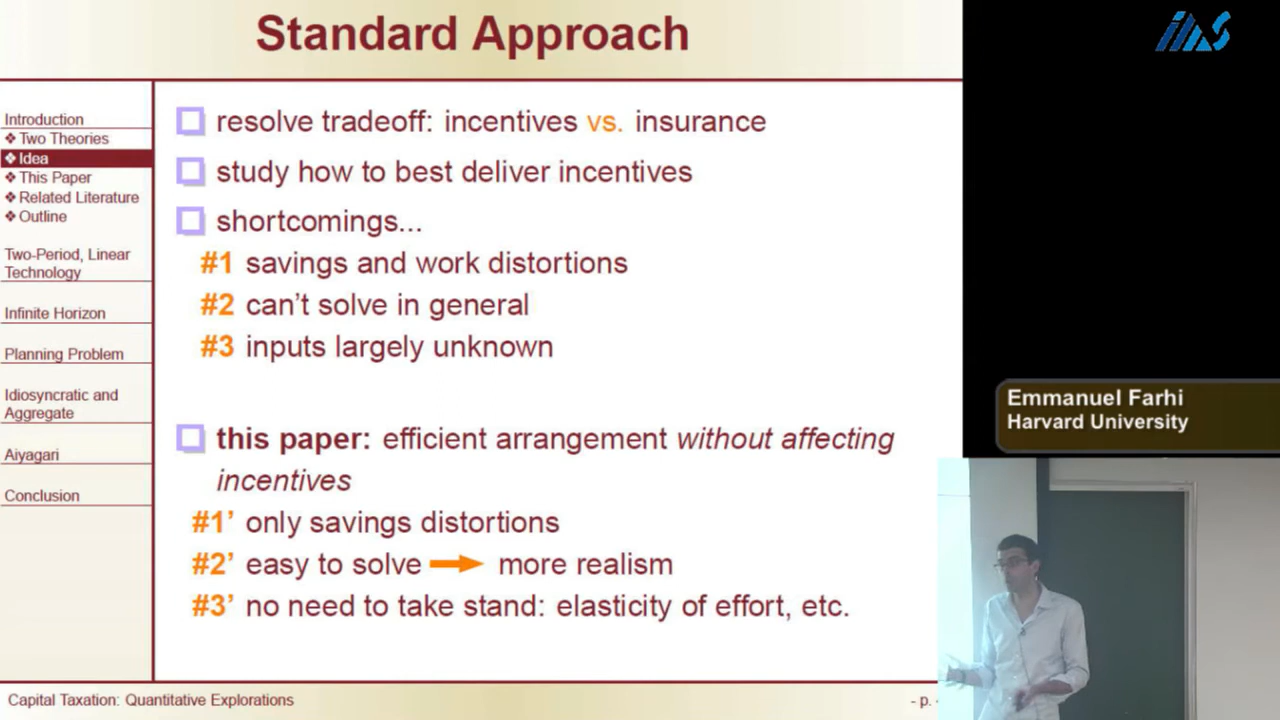 Standard Approach
IMS
Introduction
❖ Two Theories
❖ Idea
❖ This Paper
❖ Related Literature
❖ Outline
Two-Period, Linear
Technology
Infinite Horizon
Planning Problem
Idiosyncratic and
Aggregate
Aiyagari
Conclusion
resolve tradeoff: incentives vs. insurance
study how to best deliver incentives
shortcomings...
#1 savings and work distortions
#2 can't solve in general
#3 inputs largely unknown
this paper: efficient arrangement without affecting
incentives
#1' only savings distortions
#2' easy to solve → more realism
#3' no need to take stand: elasticity of effort, etc.
Emmanuel Farhi
Harvard University
Capital Taxation: Quantitative Explorations
- p.